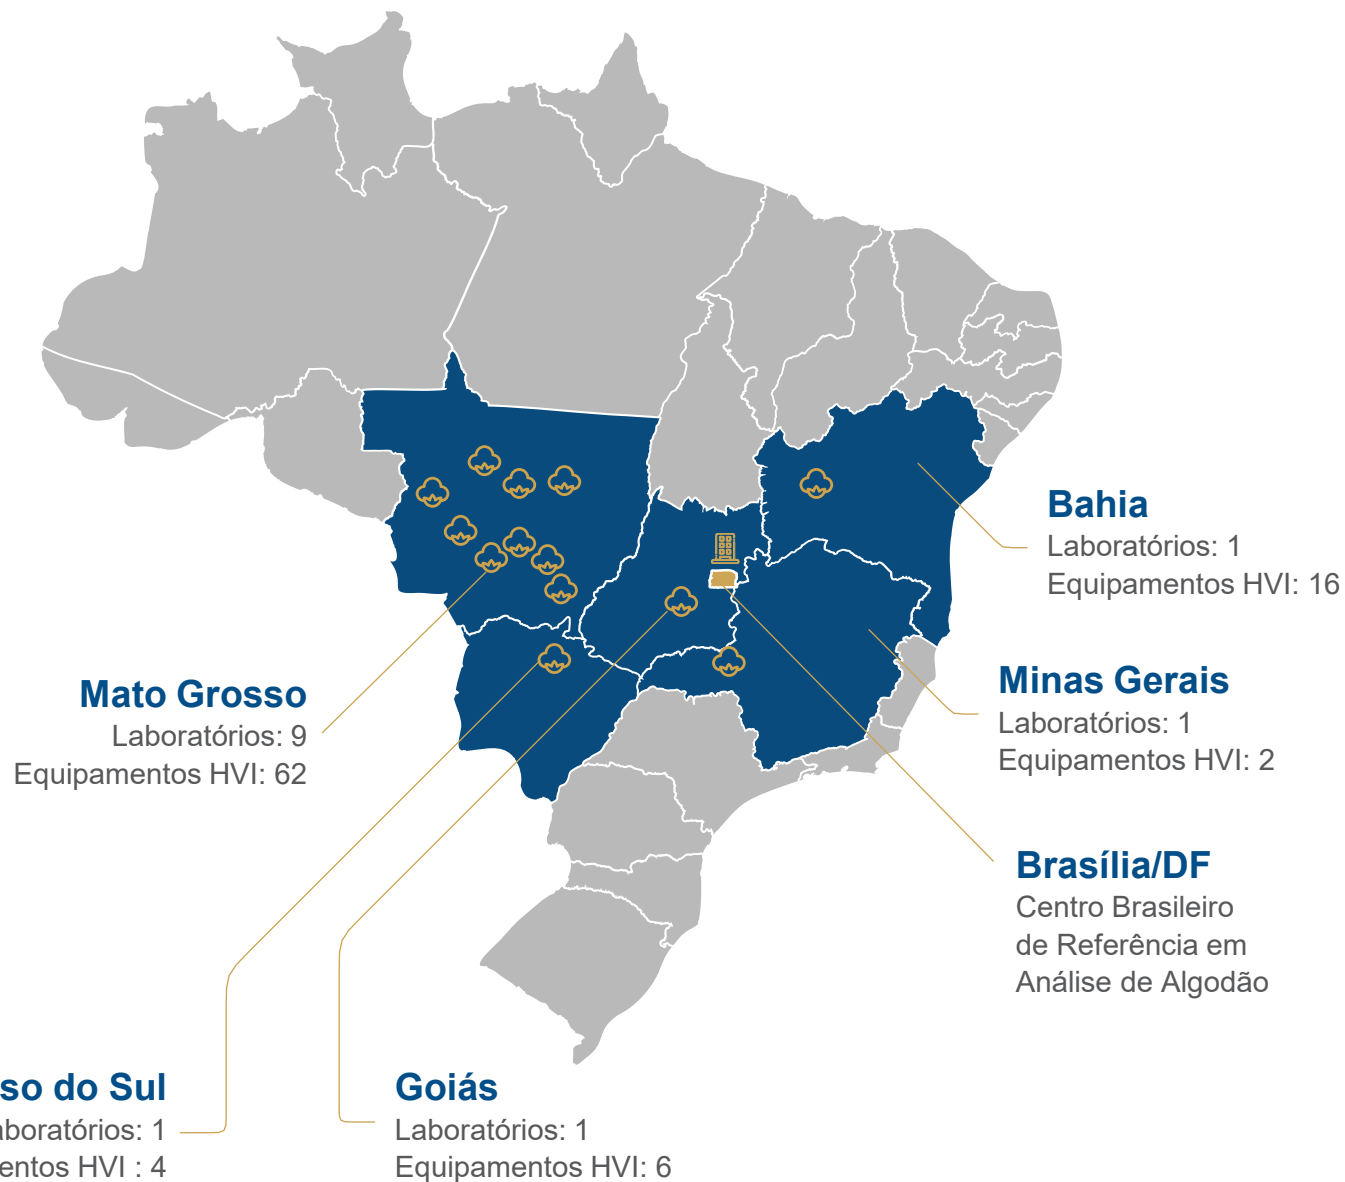 Bahia
Laboratórios: 1
Equipamentos HVI: 16
Minas Gerais
Laboratórios: 1
Equipamentos HVI: 2
Mato Grosso
Laboratórios: 9
Equipamentos HVI: 62
Brasília/DF
Centro Brasileiro
de Referência em
Análise de Algodão
so do Sul
aboratórios: 1
entos HVI : 4
Goiás
Laboratórios: 1
Equipamentos HVI: 6